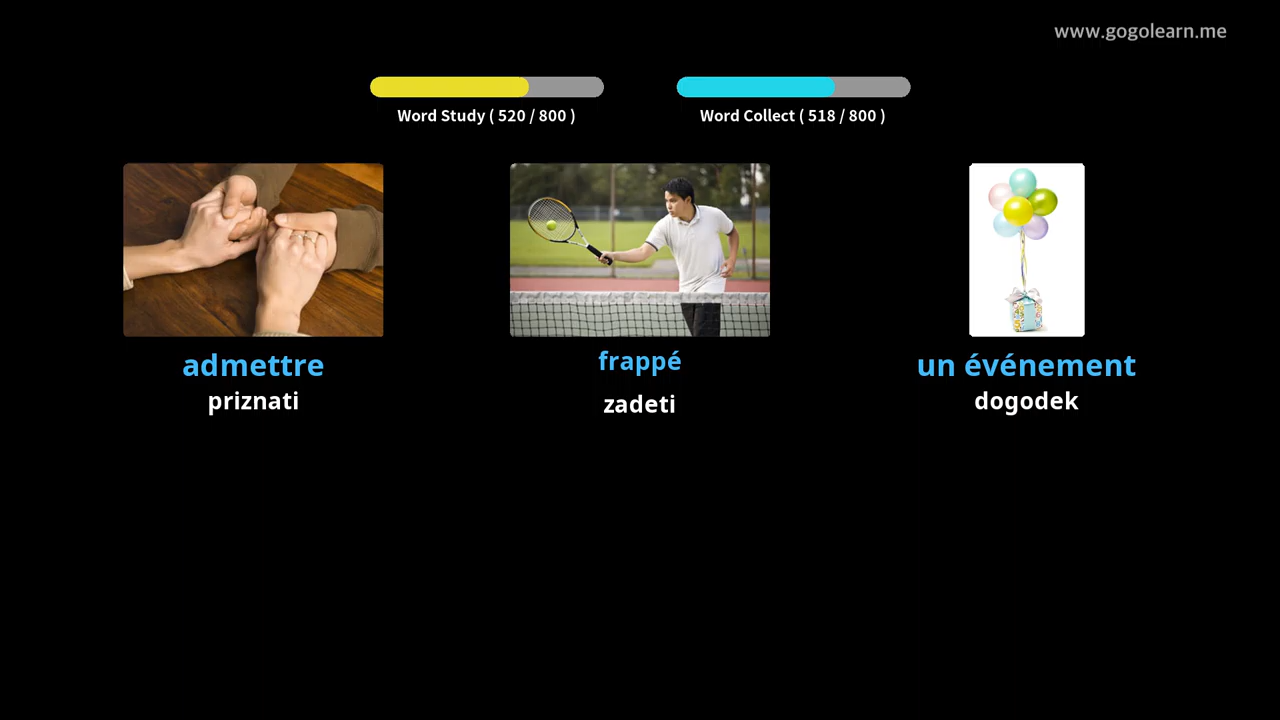 www.gogolearn.me
Word Study ( 520 / 800 )
Word Collect ( 518 / 800 )
admettre
priznati
frappé
zadeti
un événement
dogodek